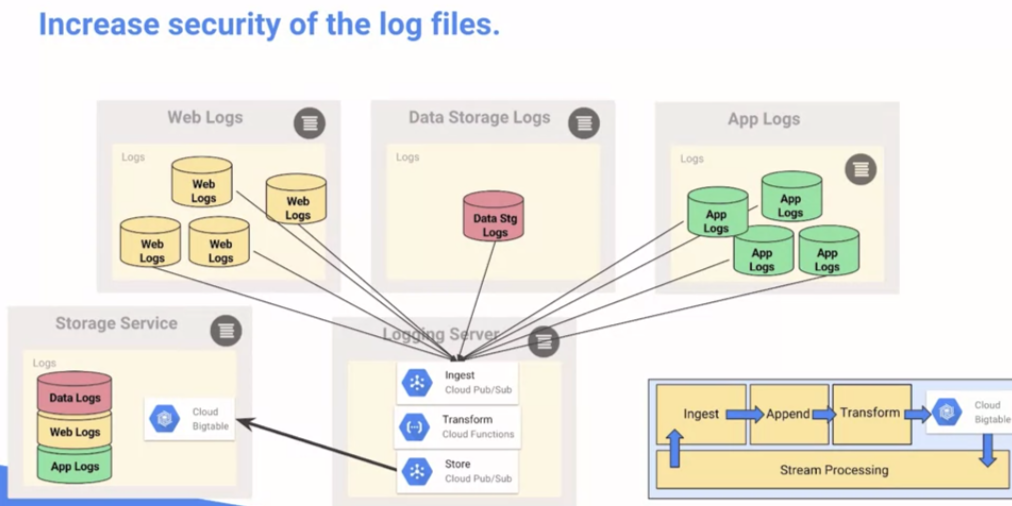 Increase security of the log files.
Web Logs
Data Storage Logs
App Logs
Logs
Web
Logs
Web
Logs
Web
Logs
Web
Logs
Logs
Data Stg
Logs
Logs
App
Logs
App
Logs
App
Logs
App
Logs
Storage Service
Logs
Data Logs
Web Logs
App Logs
Cloud
Bigtable
Logging Server
Ingest
Cloud Pub/Sub
Transform
Cloud Functions
Store
Cloud Pub/Sub
Ingest
Append
Transform
Cloud
Bigtable
Stream Processing